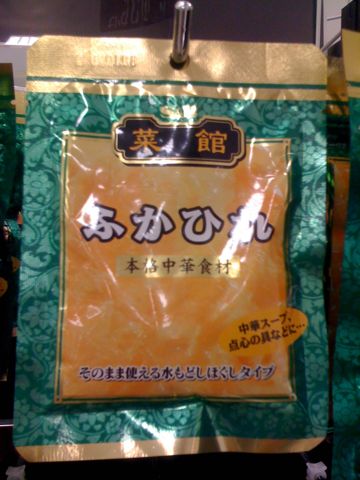 菜館
ふかひれ
本格中華食材
中華スープ、
点心の具などに…
そのまま使える水もどしほぐしタイプ